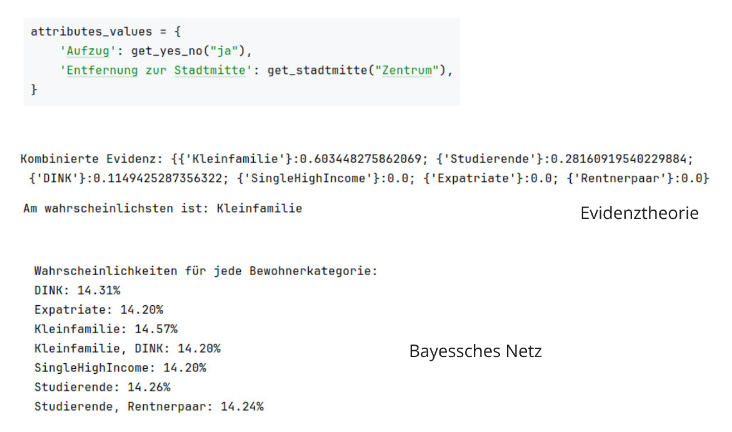 attributes_values = {
    'Aufzug': get_yes_no("ja"),
    'Entfernung zur Stadtmitte': get_stadtmitte("Zentrum"),
}
Kombinierte Evidenz: {{'Kleinfamilie'}:0.603448275862069; {'Studierende'}:0.28160919540229884;
{'DINK'}:0.1149425287356322; {'SingleHighIncome'}:0.0; {'Expatriate'}:0.0; {'Rentnerpaar'}:0.0}
Am wahrscheinlichsten ist: Kleinfamilie
Evidenztheorie
Wahrscheinlichkeiten für jede Bewohnerkategorie:
DINK: 14.31%
Expatriate: 14.20%
Kleinfamilie: 14.57%
Kleinfamilie, DINK: 14.20%
SingleHighIncome: 14.20%
Studierende: 14.26%
Studierende, Rentnerpaar: 14.24%
Bayessches Netz